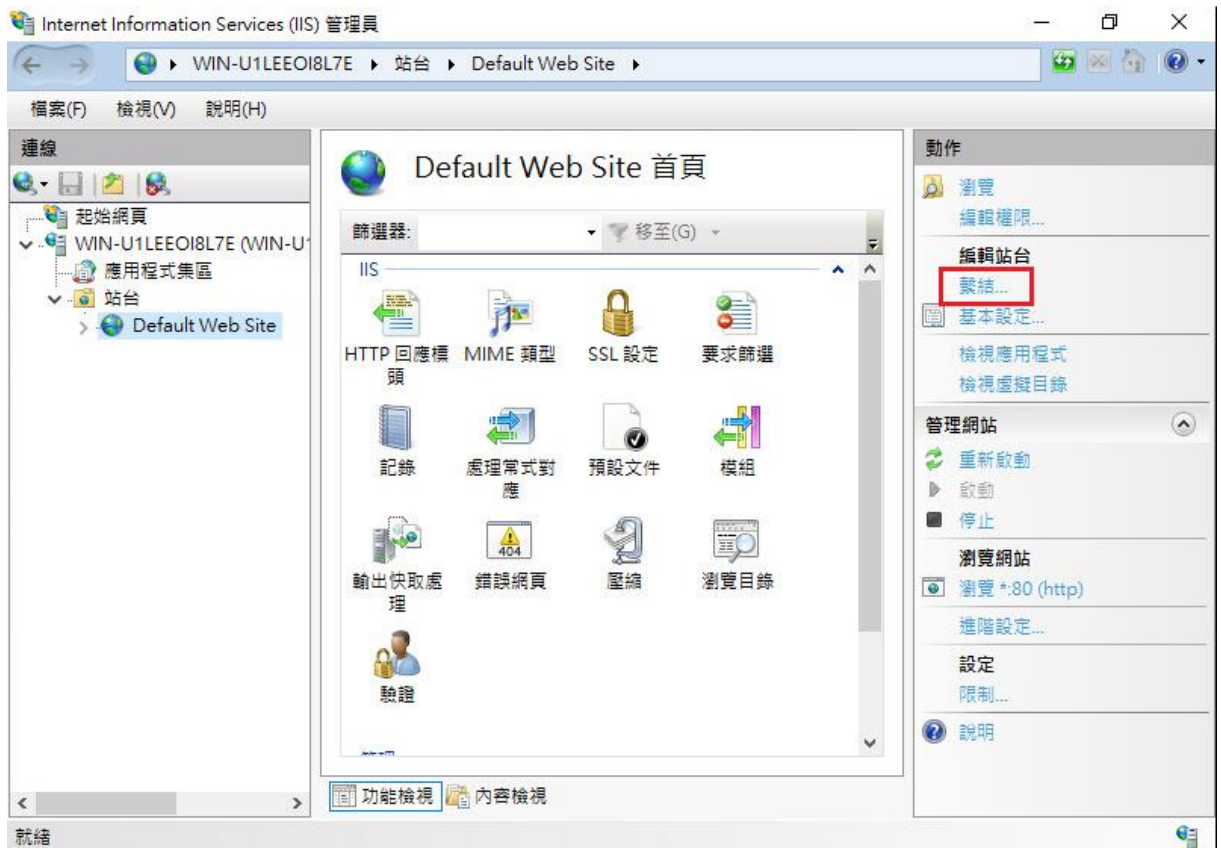 Internet Information Services (IIS) 管理員
WIN-U1LEEOI8L7E 站台 Default Web Site
檔案(F) 檢視(V) 說明(H)
連線
起始網頁
WIN-U1LEEOI8L7E (WIN-U1
應用程式集區
站台
Default Web Site
Default Web Site 首頁
篩選器:
移至(G)
IIS
HTTP 回應標
頭
MIME 類型
SSL 設定
要求篩選
記錄
處理常式對
應
預設文件
模組
輸出快取處
理
404
錯誤網頁
壓縮
瀏覽目錄
驗證
功能檢視
內容檢視
動作
瀏覽
編輯權限...
編輯站台
繫結...
基本設定...
檢視應用程式
檢視虛擬目錄
管理網站
重新啟動
啟動
停止
瀏覽網站
瀏覽 *:80 (http)
進階設定...
設定
限制...
說明
就緒